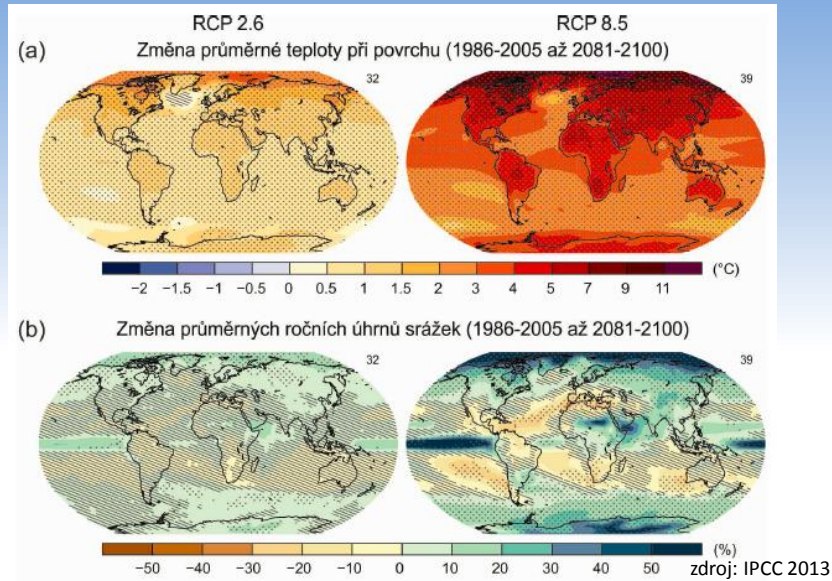 RCP 2.6 RCP 8.5
(a) Změna průměrné teploty při povrchu (1986-2005 až 2081-2100)
32 39
(°C)
−2 −1.5 −1 −0.5 0 0.5 1 1.5 2 3 4 5 7 9 11
(b) Změna průměrných ročních úhrnů srážek (1986-2005 až 2081-2100)
32 39
(%)
−50 −40 −30 −20 −10 0 10 20 30 40 50
zdroj: IPCC 2013